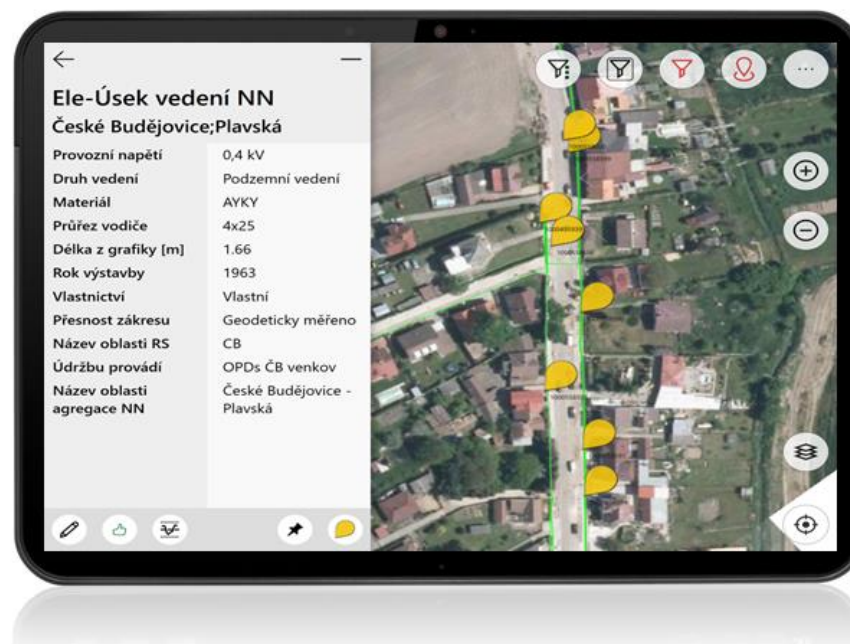 Ele-Úsek vedení NN
České Budějovice;Plavská
Provozní napětí 0,4 kV
Druh vedení Podzemní vedení
Materiál AYKY
Průřez vodiče 4x25
Délka z grafiky [m] 1.66
Rok výstavby 1963
Vlastnictví Vlastní
Přesnost zákresu Geodeticky měřeno
Název oblasti RS CB
Údržbu provádí OPDs ČB venkov
Název oblasti České Budějovice -
agregace NN Plavská